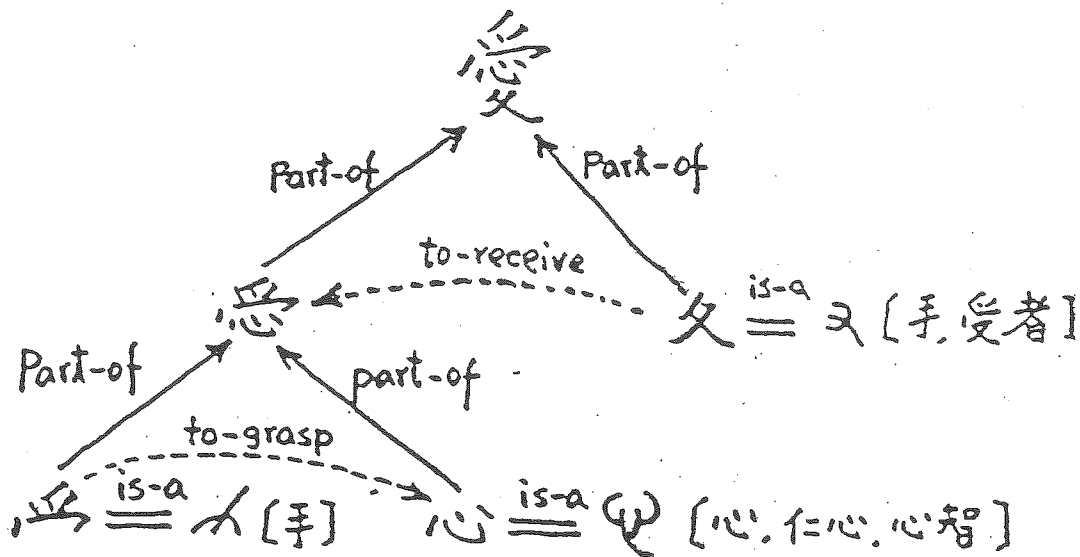 愛
Part-of Part-of
to-receive
夂 is-a 又 [手,受者]
Part-of part-of
to-grasp
is-a [手] 心 is-a [心,仁心,心智]